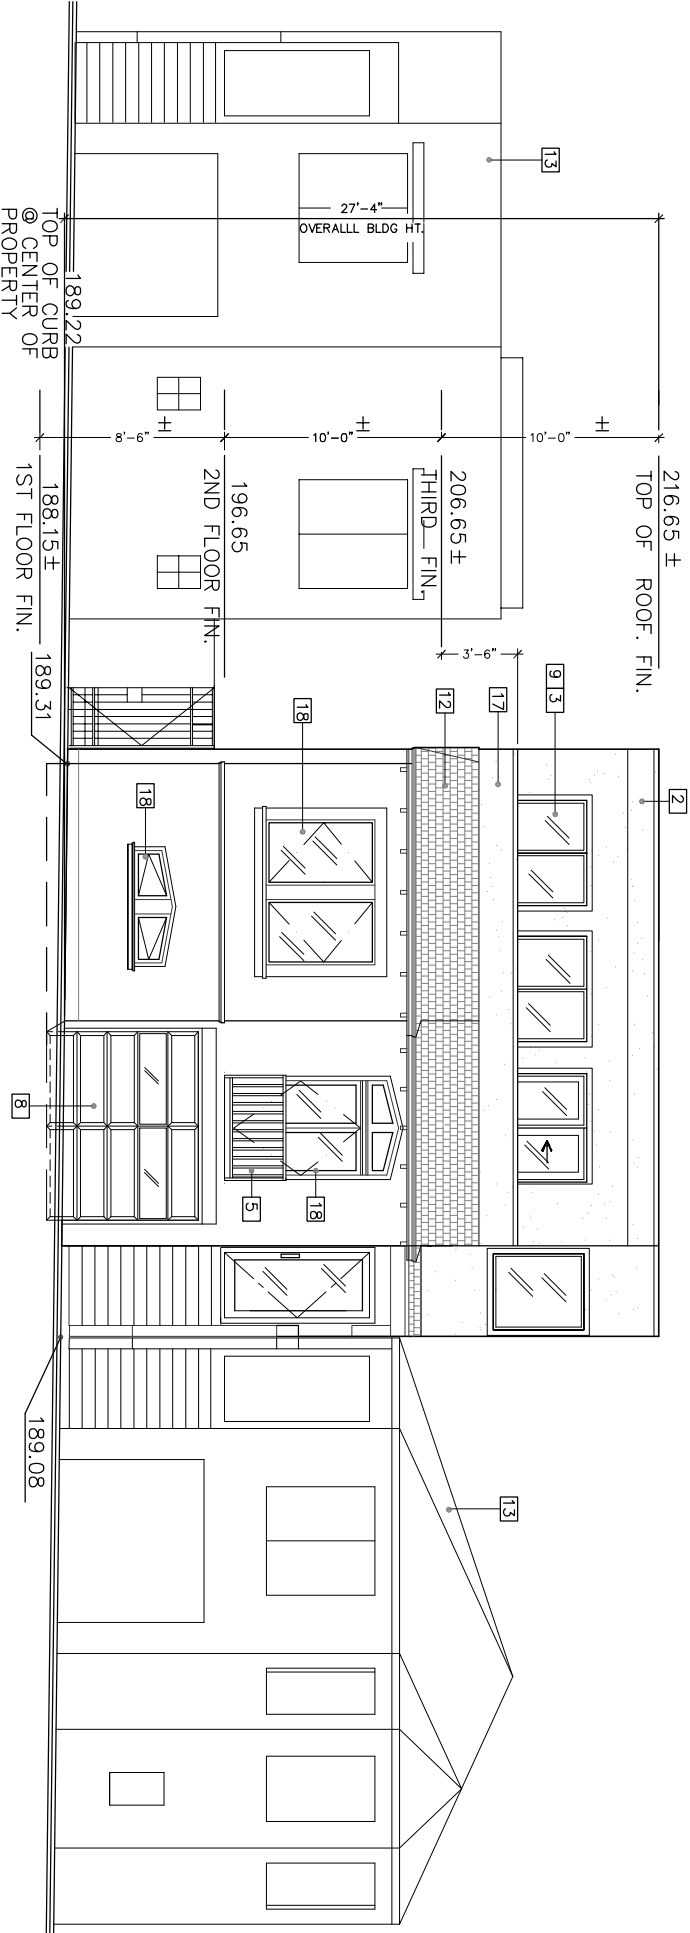 216.65 ±
TOP OF ROOF. FIN.
206.65±
THIRD FIN.
196.65
2ND FLOOR FIN.
188.15±
1ST FLOOR FIN.
189.22
TOP OF CURB
@ CENTER OF
PROPERTY
189.31
189.08
27'-4"
OVERALLL BLDG HT.
± 10'-0"
± 10'-0"
± 8'-6"
3'-6"
13
9 3
17
12
18
18
2
8
5
18
13